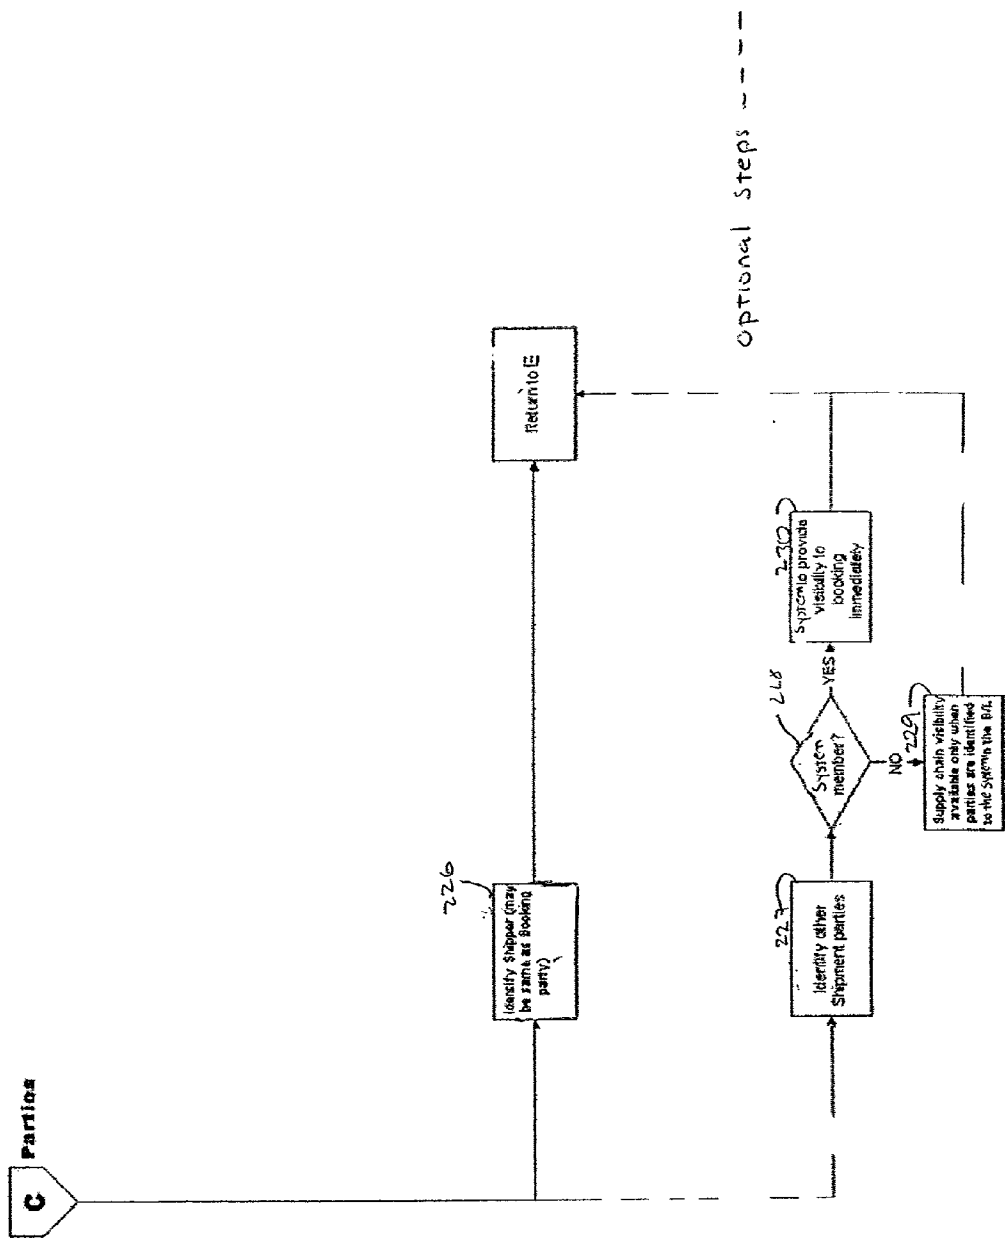 C
Parties
226
Identify Shipper (may
be same as Booking
party)
Return to E
227
Identify other
Shipment parties
228
System
member?
YES
NO
230
System to provide
visibility to
booking
immediately
229
Supply chain visibility
available only when
parties are identified
to the system in the B/L
optional steps - - - -